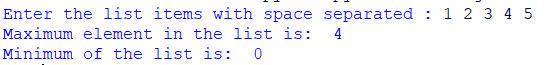 Enter the list items with space separated : 1 2 3 4 5
Maximum element in the list is:  4
Minimum of the list is:  0